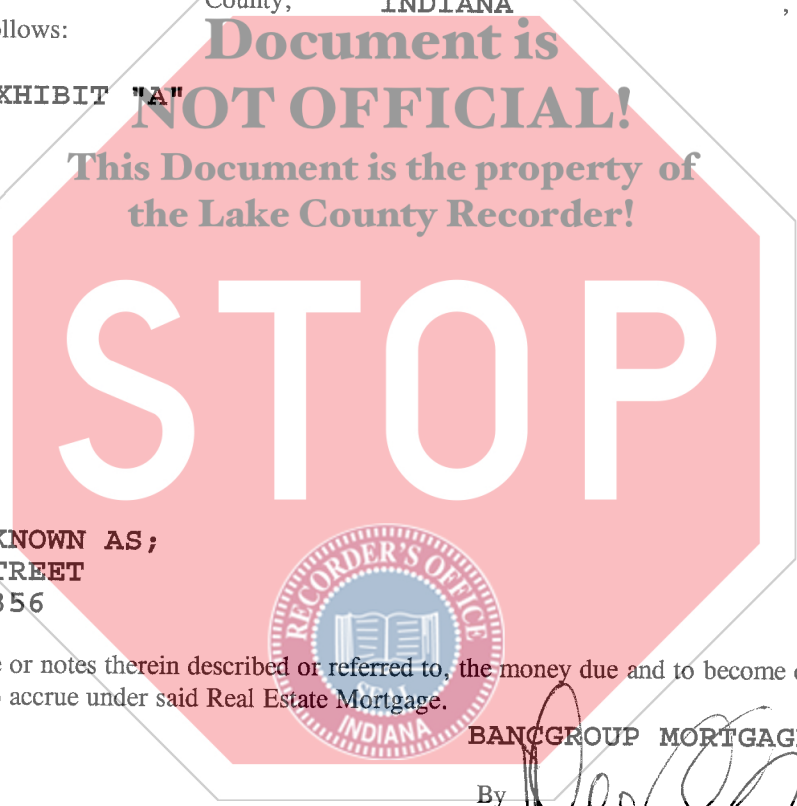 County, INDIANA ,
ollows:
Document is
XHIBIT "A"
NOT OFFICIAL!
This Document is the property of
the Lake County Recorder!
STOP
KNOWN AS;
TREET
356
RECORDER'S OFFICE
SEAL
INDIANA
e or notes therein described or referred to, the money due and to become
o accrue under said Real Estate Mortgage.
BANCGROUP MORTGAGE
By